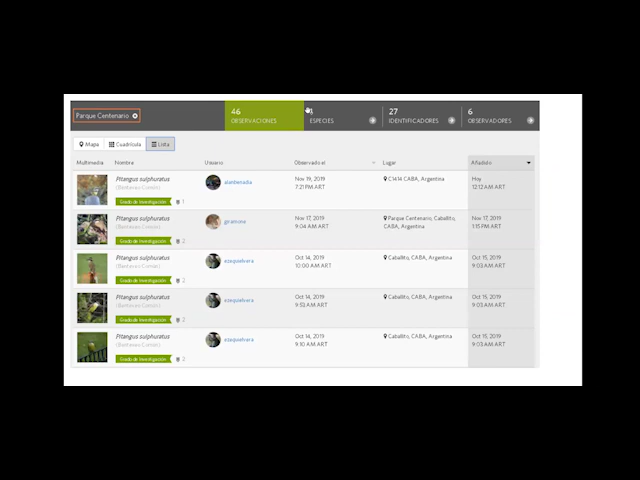 Parque Centenario
46
OBSERVACIONES
ESPECIES
27
IDENTIFICADORES
6
OBSERVADORES
Mapa Cuadrícula Lista
Multimedia Nombre Usuario Observado el Lugar Añadido
Pitangus sulphuratus
(Benteveo Común)
Grado de Investigación 1
Nov 19, 2019
7:21 PM ART
C1414 CABA, Argentina
Hoy
12:12 AM ART
Pitangus sulphuratus
(Benteveo Común)
Grado de Investigación 2
Nov 17, 2019
9:04 AM ART
Parque Centenario, Caballito,
CABA, Argentina
Nov 17, 2019
1:15 PM ART
Pitangus sulphuratus
(Benteveo Común)
Grado de Investigación 2
ezequielvera
Oct 14, 2019
10:00 AM ART
Caballito, CABA, Argentina
Oct 15, 2019
9:03 AM ART
Pitangus sulphuratus
(Benteveo Común)
Grado de Investigación 2
ezequielvera
Oct 14, 2019
9:53 AM ART
Caballito, CABA, Argentina
Oct 15, 2019
9:03 AM ART
Pitangus sulphuratus
(Benteveo Común)
Grado de Investigación 2
ezequielvera
Oct 14, 2019
9:10 AM ART
Caballito, CABA, Argentina
Oct 15, 2019
9:03 AM ART